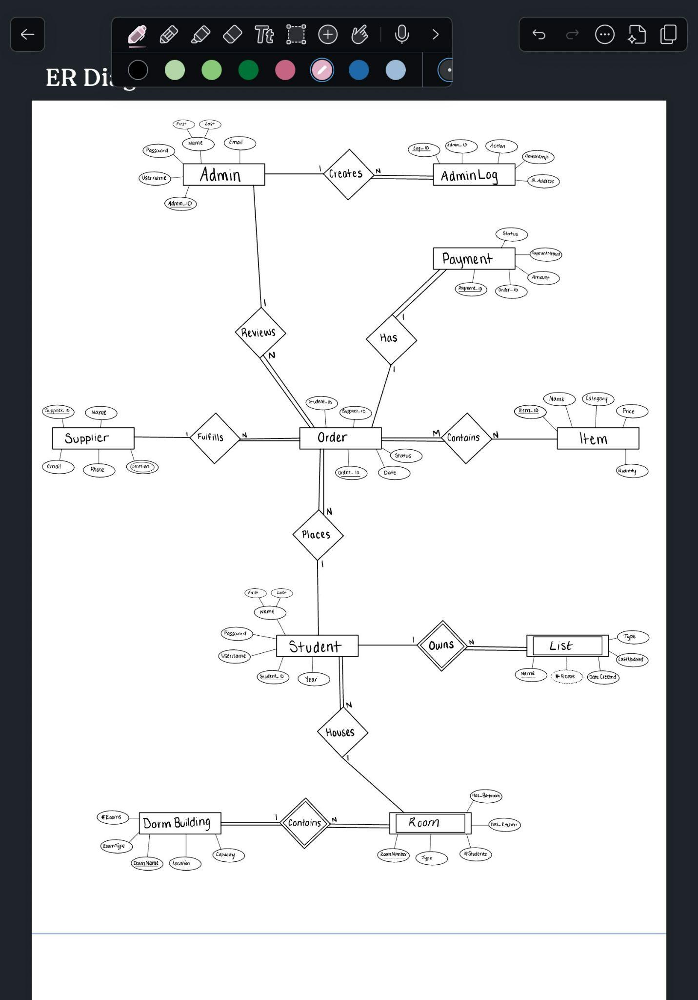 Tt
ER Diag
First
Last
Name
Email
Password
Username
Admin_ID
Admin
1
Creates
N
Log_ID
Admin_ID
Action
Timestamp
IP_Address
AdminLog
Status
Payment
PaymentMethod
Amount
Payment_ID
Order_ID
1
Reviews
N
1
Has
1
Supplier_ID
Name
Supplier
Email
Phone
Location
1
Fulfills
N
Student_ID
Supplier_ID
Order
Status
Order_ID
Date
M
Contains
N
Item_ID
Name
Category
Price
Item
Quantity
N
Places
1
First
Last
Name
Password
Username
Student
Student_ID
Year
1
Owns
N
List
Type
LastUpdated
Name
#Items
Date Created
N
Houses
1
#Rooms
Dorm Building
RoomType
DormName
Location
Capacity
1
Contains
N
Has_Bathroom
Room
Has_Kitchen
RoomNumber
Type
#Students